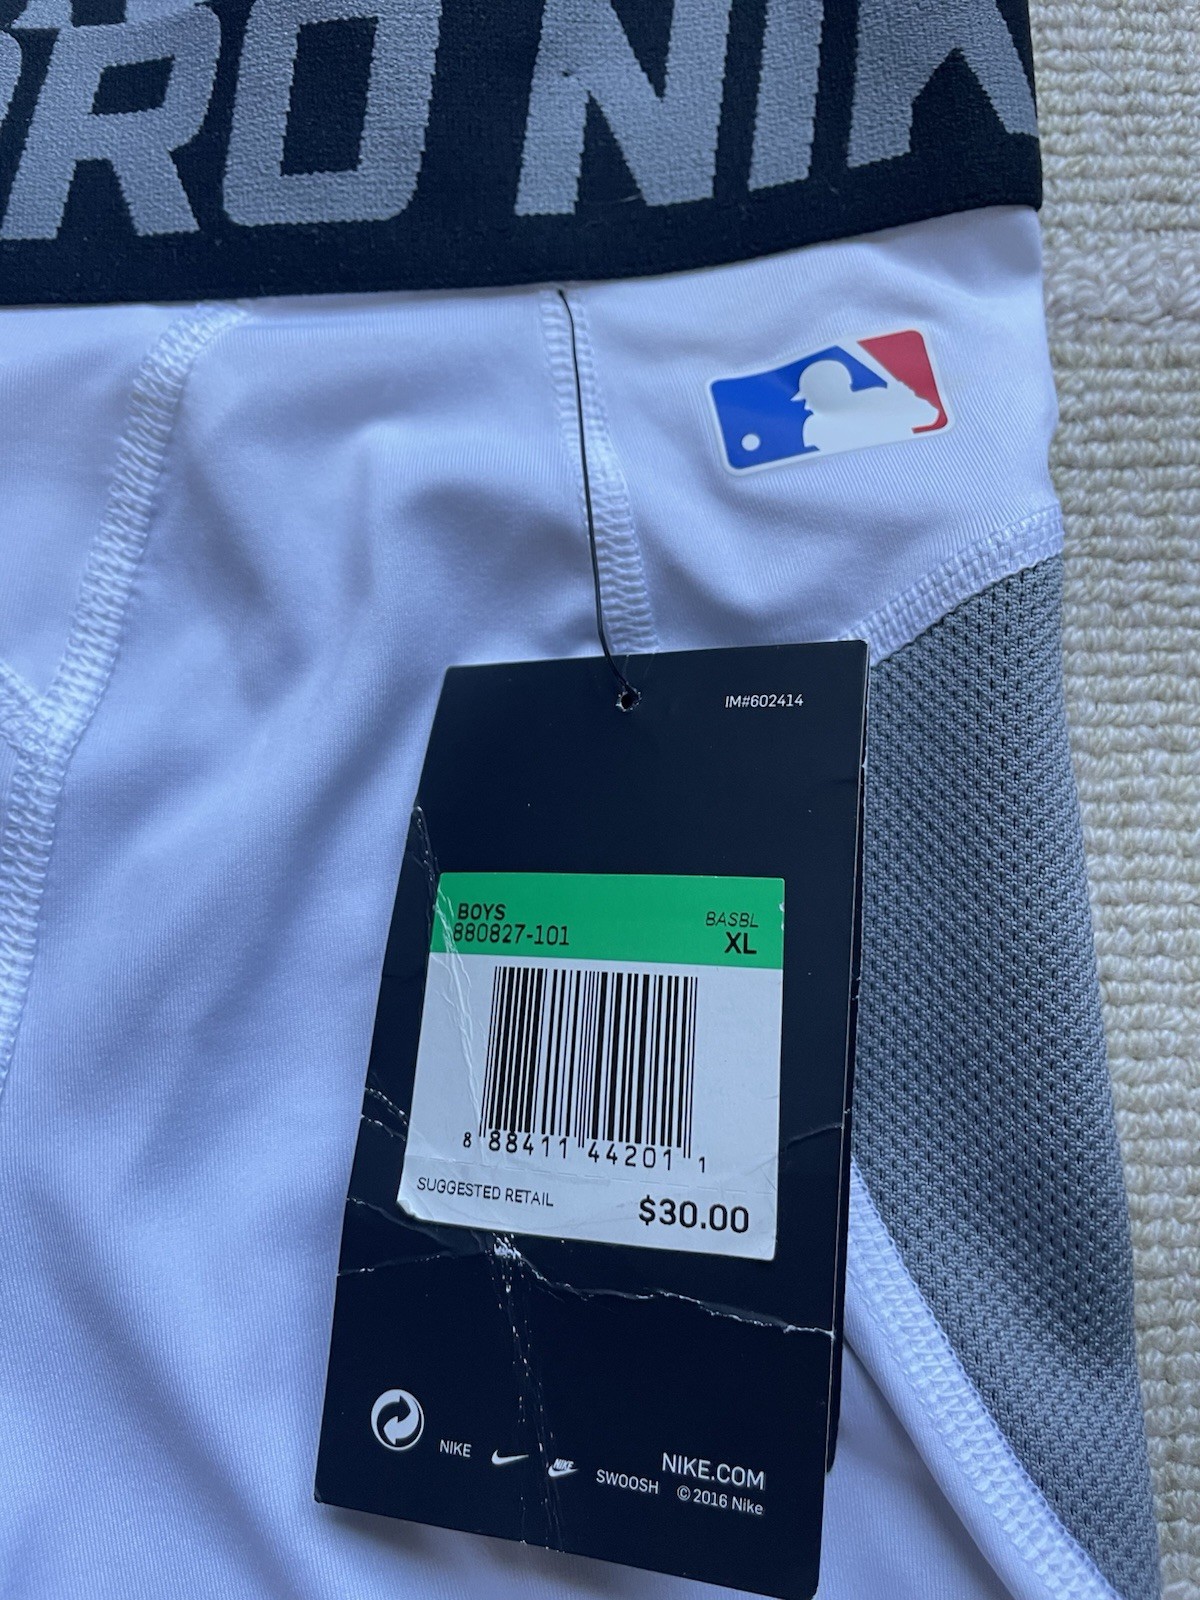 PRO NIK
IM#602414
BOYS
880827-101
BASBL
XL
8 88411 44201 1
SUGGESTED RETAIL
$30.00
NIKE
NIKE
SWOOSH
NIKE.COM
© 2016 Nike